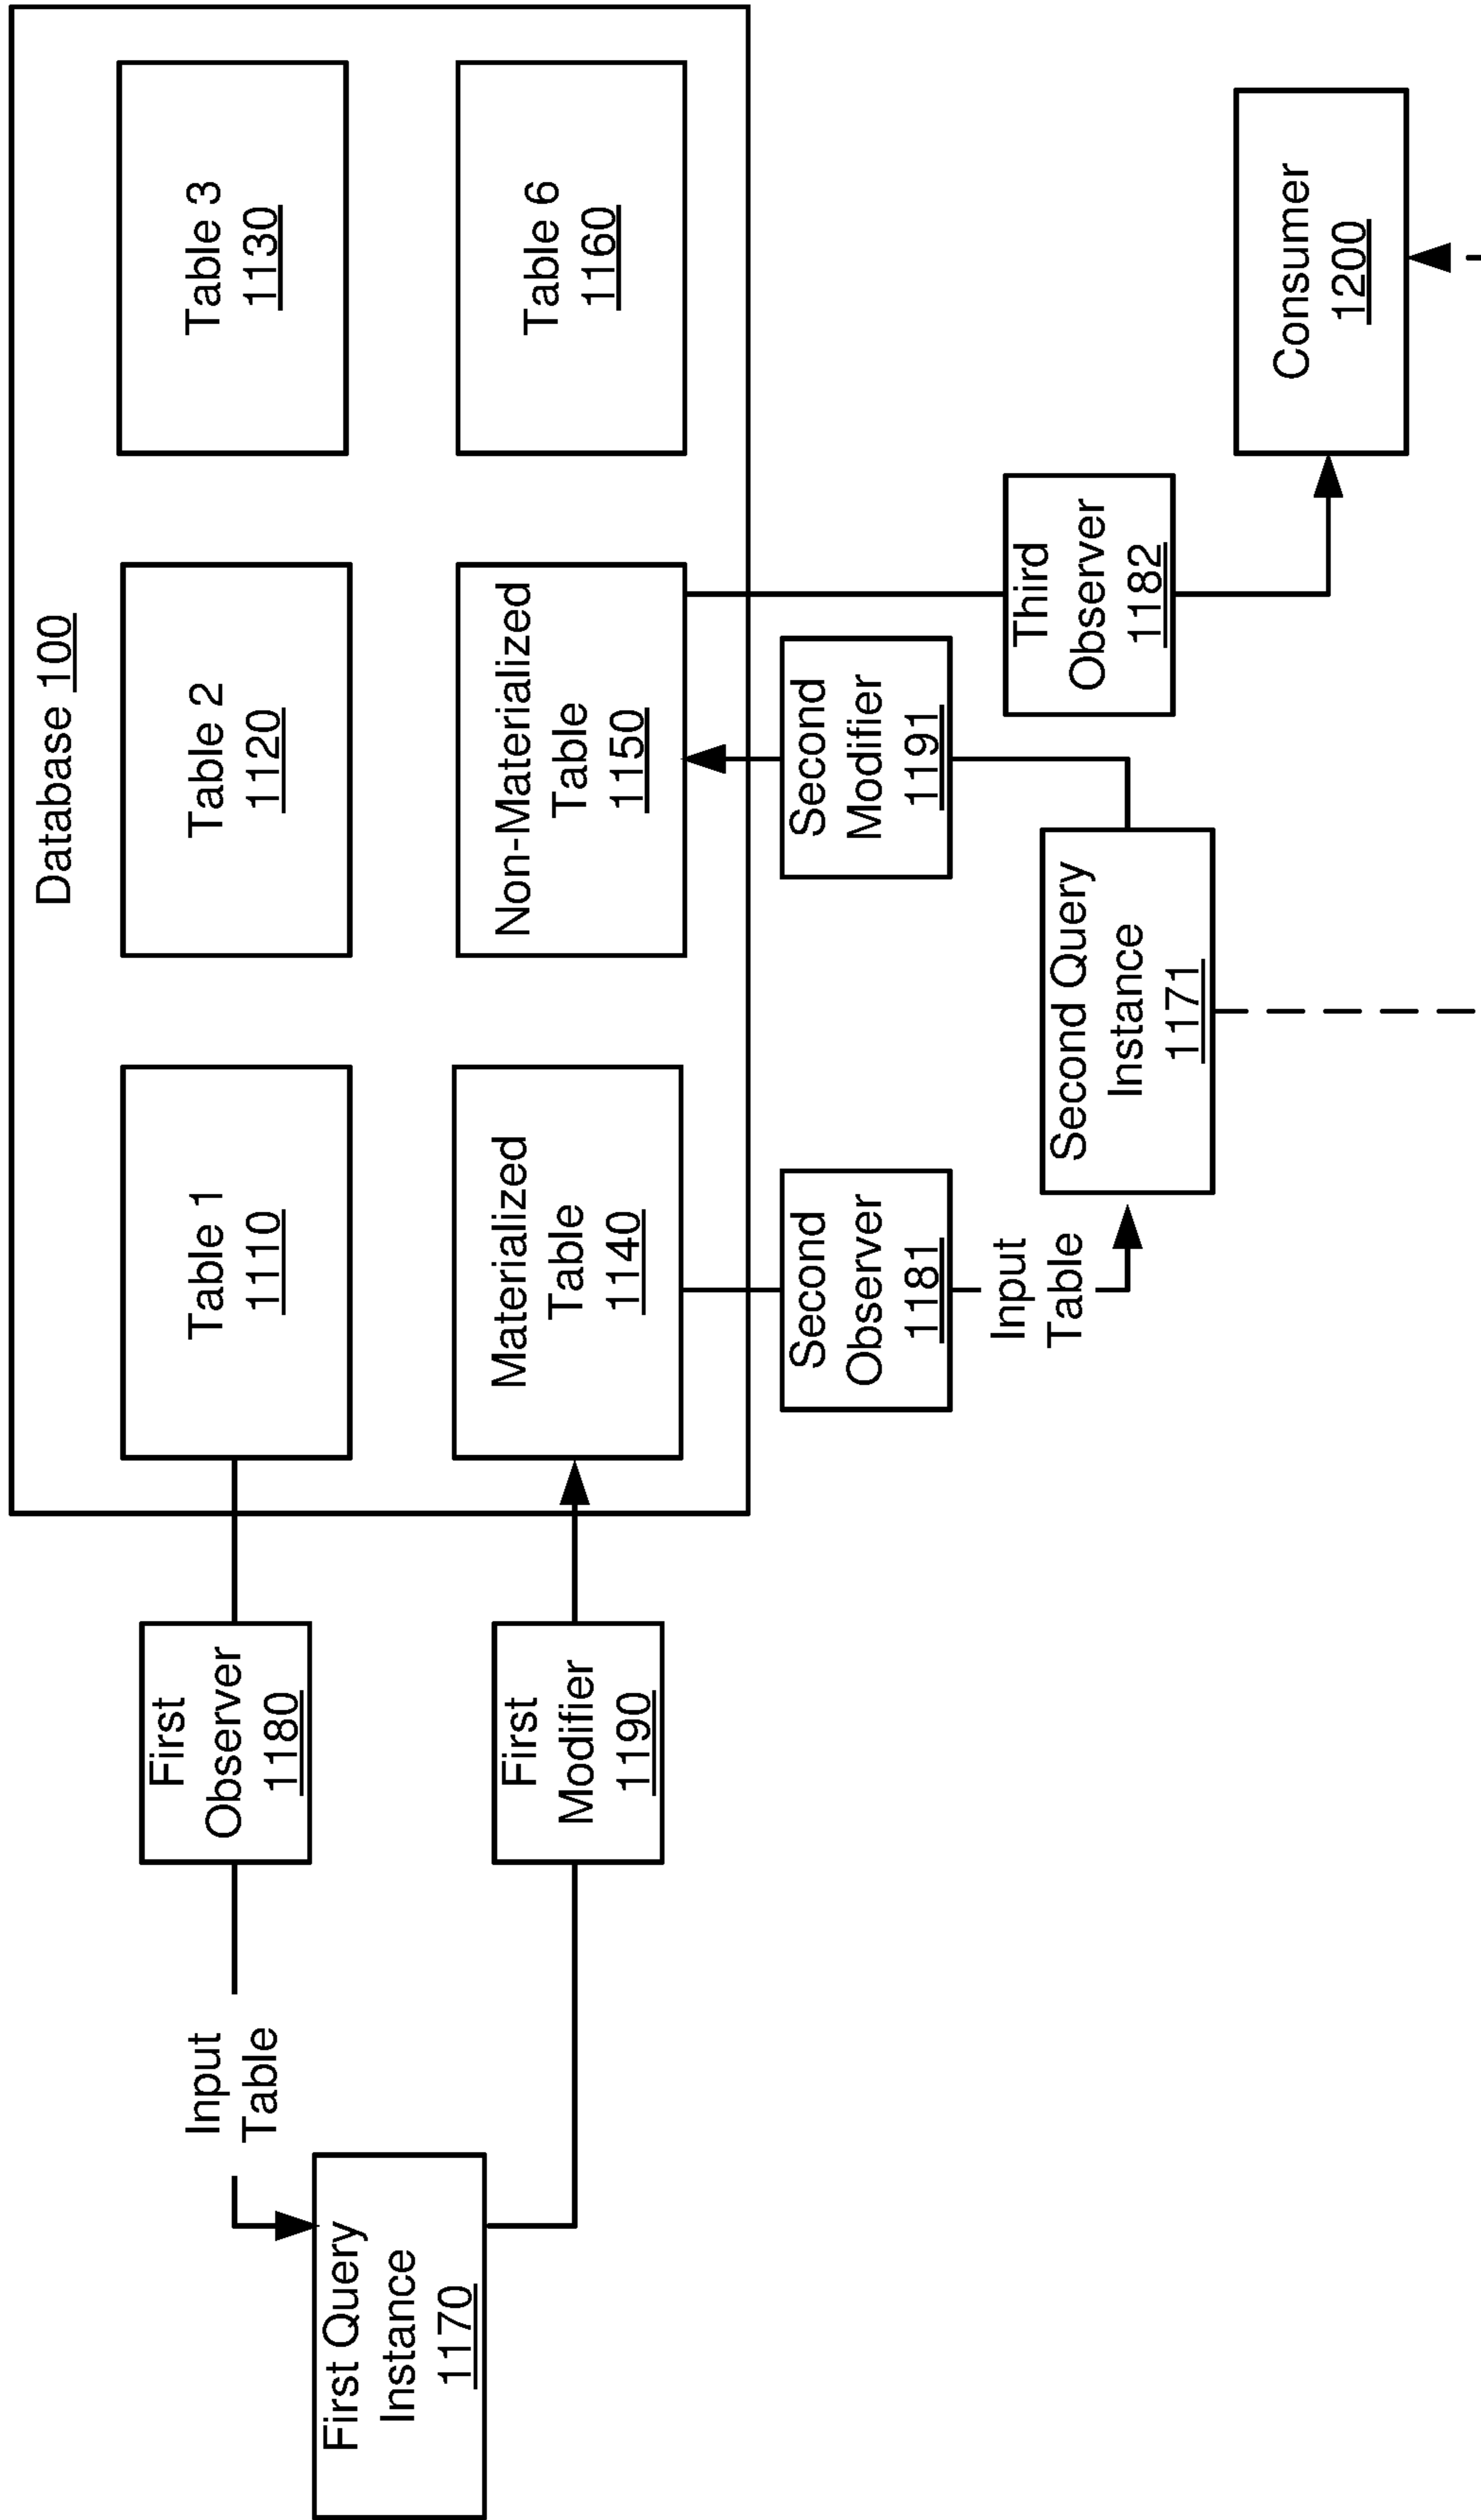 Database 100
Table 1
1110
Table 2
1120
Table 3
1130
First
Observer
1180
Input
Table
First Query
Instance
1170
First
Modifier
1190
Materialized
Table
1140
Non-Materialized
Table
1150
Table 6
1160
Second
Observer
1181
Second
Modifier
1191
Input
Table
Third
Observer
1182
Second Query
Instance
1171
Consumer
1200